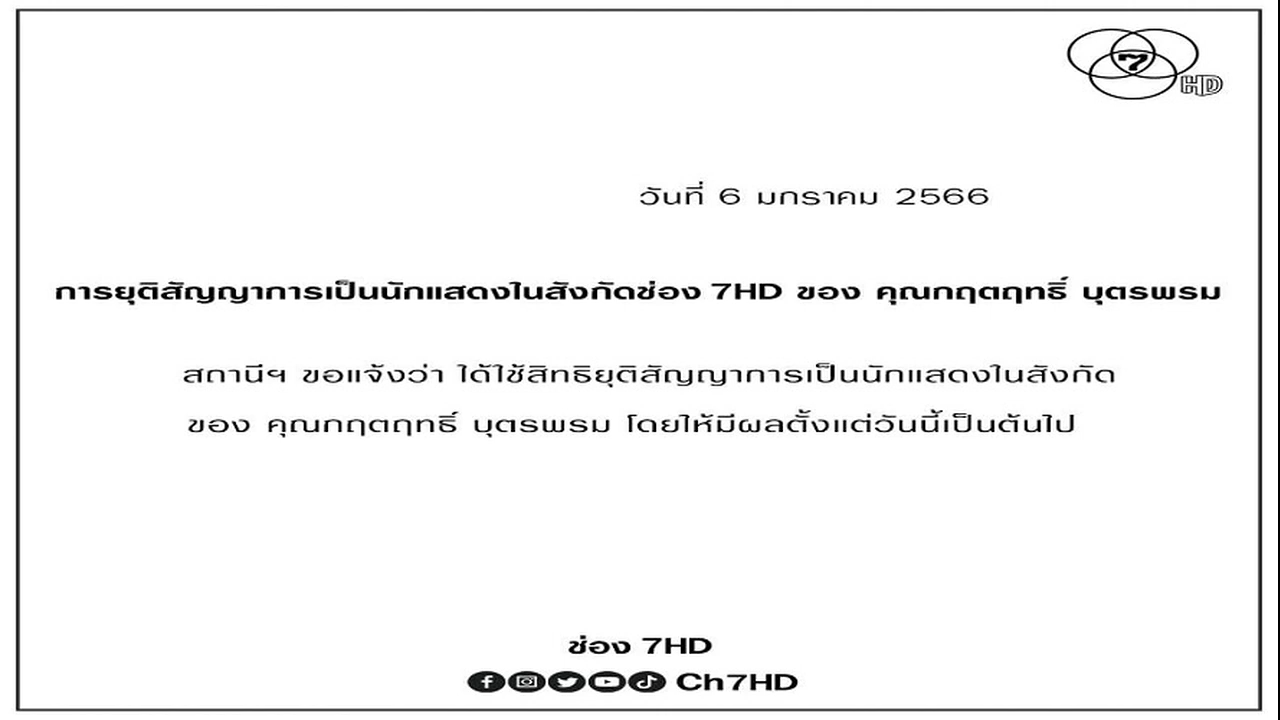 7 HD
วันที่ 6 มกราคม 2566
การยุติสัญญาการเป็นนักแสดงในสังกัดช่อง 7HD ของ คุณกฤตฤทธิ์ บุตรพรม
สถานีฯ ขอแจ้งว่า ได้ใช้สิทธิยุติสัญญาการเป็นนักแสดงในสังกัด
ของ คุณกฤตฤทธิ์ บุตรพรม โดยให้มีผลตั้งแต่วันนี้เป็นต้นไป
ช่อง 7HD
Ch7HD